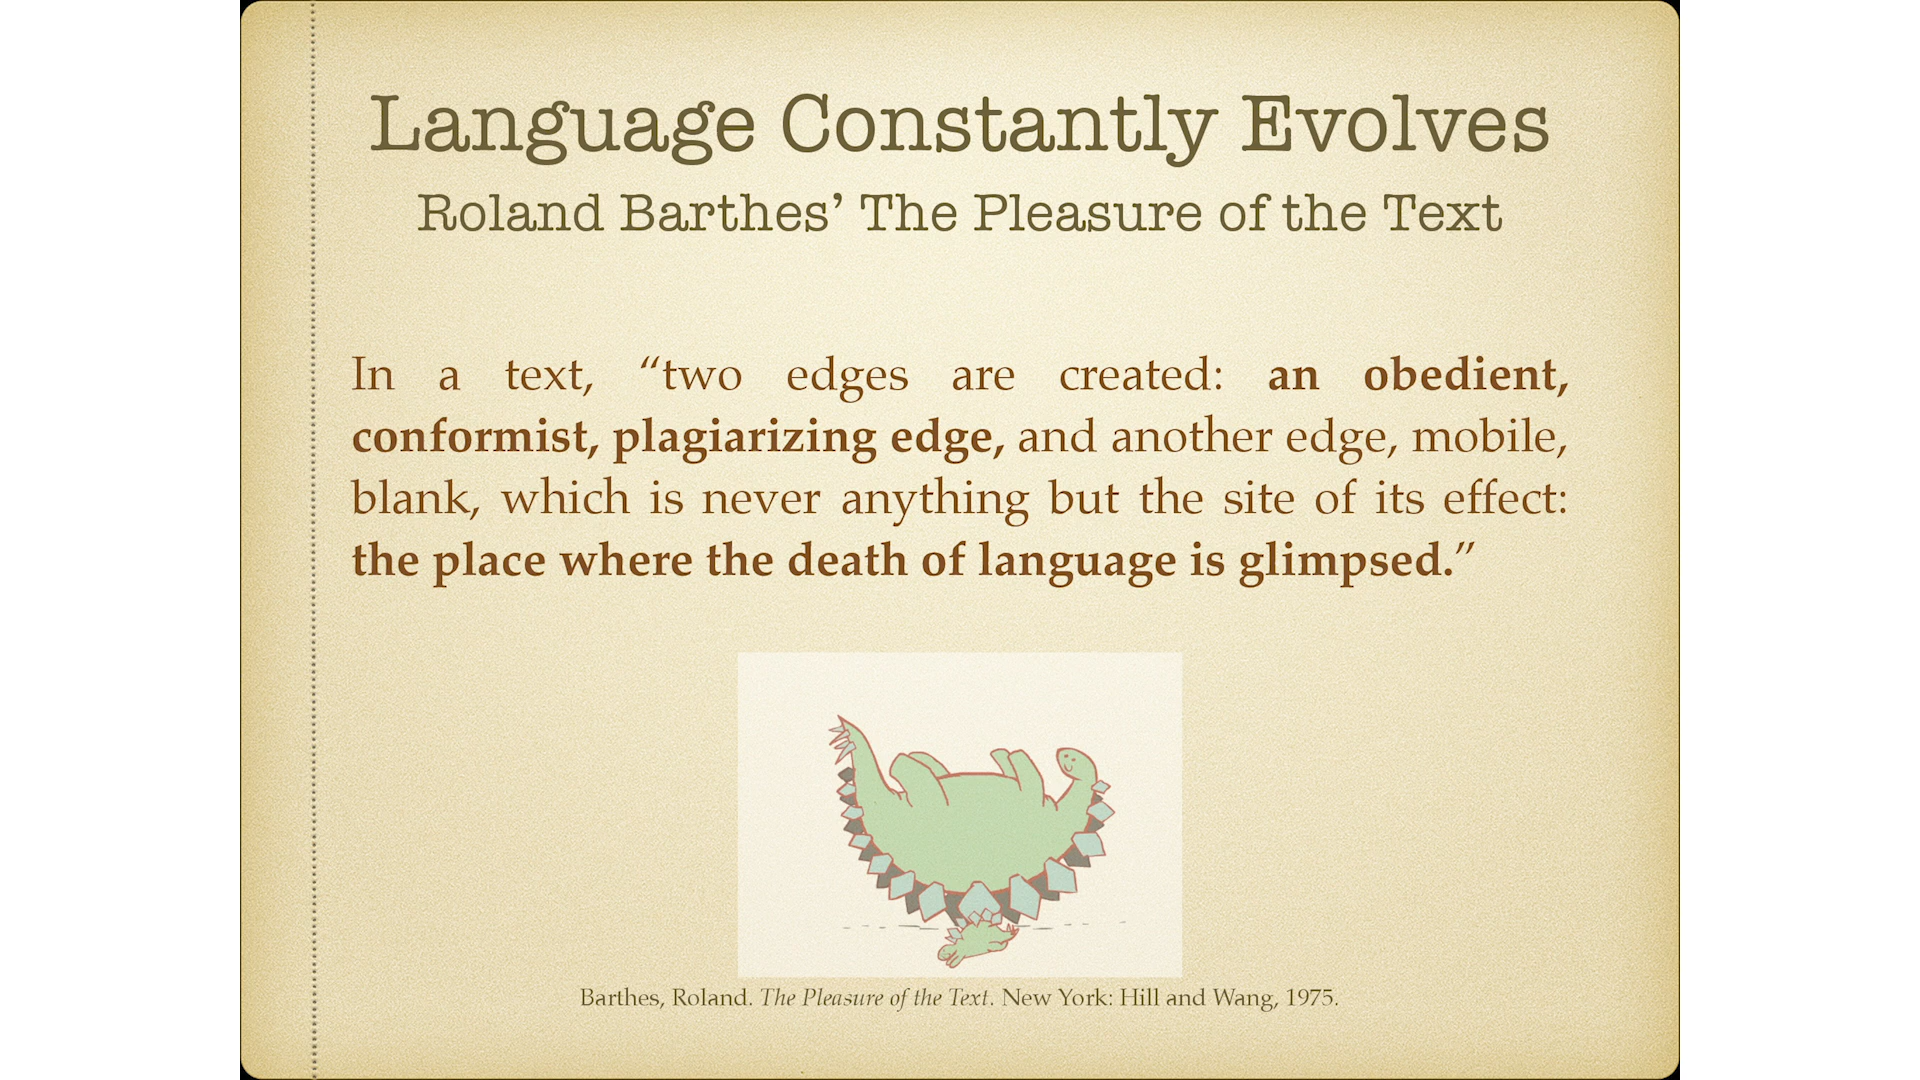 Language Constantly Evolves
Roland Barthes’ The Pleasure of the Text
In a text, “two edges are created: an obedient,
conformist, plagiarizing edge, and another edge, mobile,
blank, which is never anything but the site of its effect:
the place where the death of language is glimpsed.”
Barthes, Roland. The Pleasure of the Text. New York: Hill and Wang, 1975.